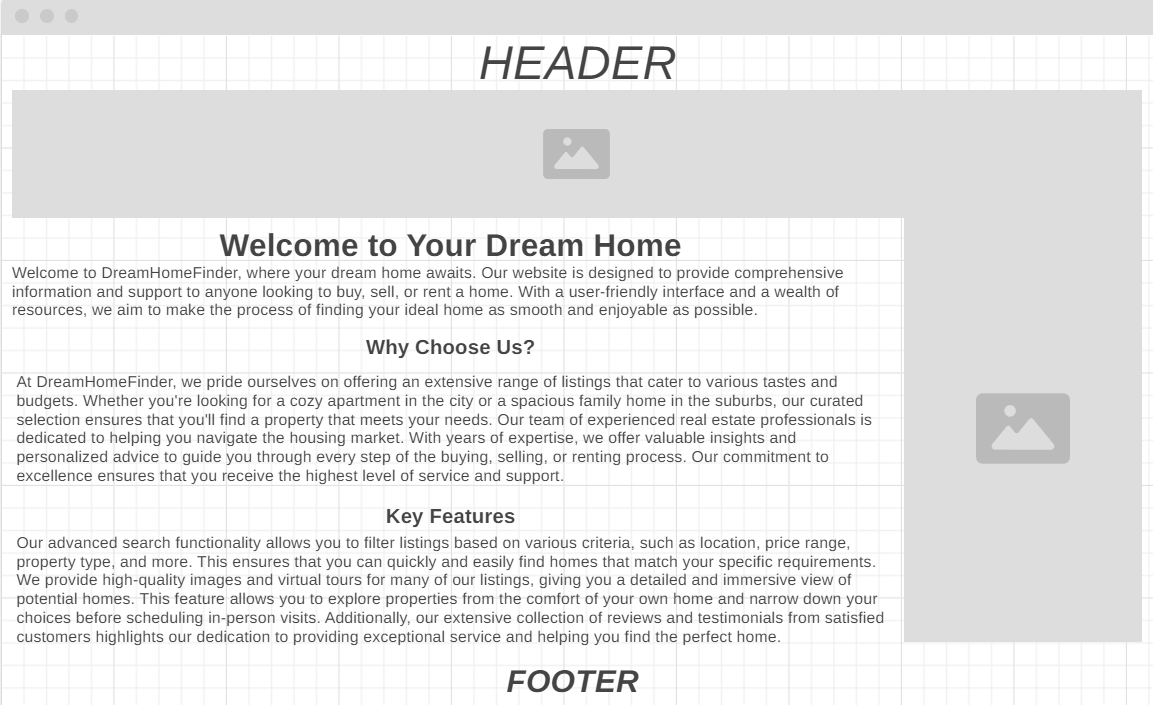 HEADER
Welcome to Your Dream Home
Welcome to DreamHomeFinder, where your dream home awaits. Our website is designed to provide comprehensive
information and support to anyone looking to buy, sell, or rent a home. With a user-friendly interface and a wealth of
resources, we aim to make the process of finding your ideal home as smooth and enjoyable as possible.
Why Choose Us?
At DreamHomeFinder, we pride ourselves on offering an extensive range of listings that cater to various tastes and
budgets. Whether you're looking for a cozy apartment in the city or a spacious family home in the suburbs, our curated
selection ensures that you'll find a property that meets your needs. Our team of experienced real estate professionals is
dedicated to helping you navigate the housing market. With years of expertise, we offer valuable insights and
personalized advice to guide you through every step of the buying, selling, or renting process. Our commitment to
excellence ensures that you receive the highest level of service and support.
Key Features
Our advanced search functionality allows you to filter listings based on various criteria, such as location, price range,
property type, and more. This ensures that you can quickly and easily find homes that match your specific requirements.
We provide high-quality images and virtual tours for many of our listings, giving you a detailed and immersive view of
potential homes. This feature allows you to explore properties from the comfort of your own home and narrow down your
choices before scheduling in-person visits. Additionally, our extensive collection of reviews and testimonials from satisfied
customers highlights our dedication to providing exceptional service and helping you find the perfect home.
FOOTER